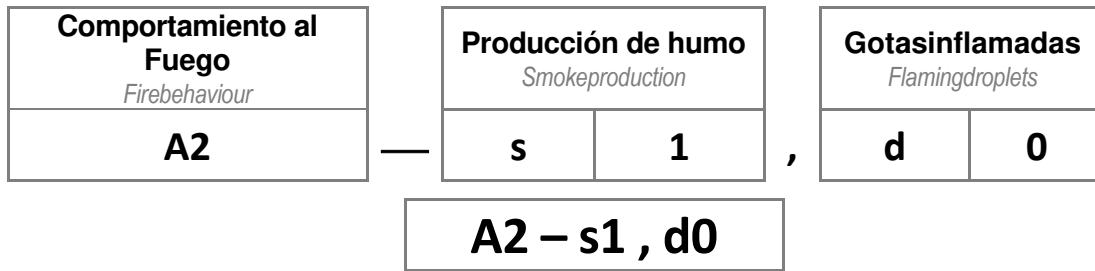 Comportamiento al
Fuego
Firebehaviour
Producción de humo
Smokeproduction
Gotasinflamadas
Flamingdroplets
A2 — s 1 , d 0
A2 – s1 , d0